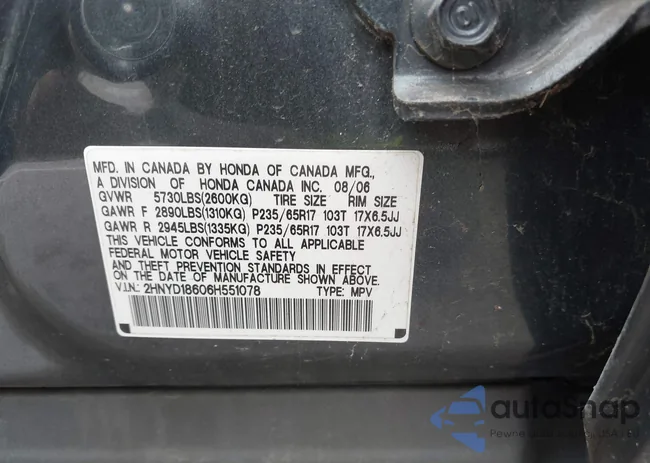 MFD. IN CANADA BY HONDA OF CANADA MFG.,
A DIVISION OF HONDA CANADA INC. 08/06
GVWR 5730LBS(2600KG) TIRE SIZE RIM SIZE
GAWR F 2890LBS(1310KG) P235/65R17 103T 17X6.5JJ
GAWR R 2945LBS(1335KG) P235/65R17 103T 17X6.5JJ
THIS VEHICLE CONFORMS TO ALL APPLICABLE
FEDERAL MOTOR VEHICLE SAFETY
AND THEFT PREVENTION STANDARDS IN EFFECT
ON THE DATE OF MANUFACTURE SHOWN ABOVE.
V.I.N.: 2HNYD18606H551078 TYPE: MPV
autoSnap
Pewne auto